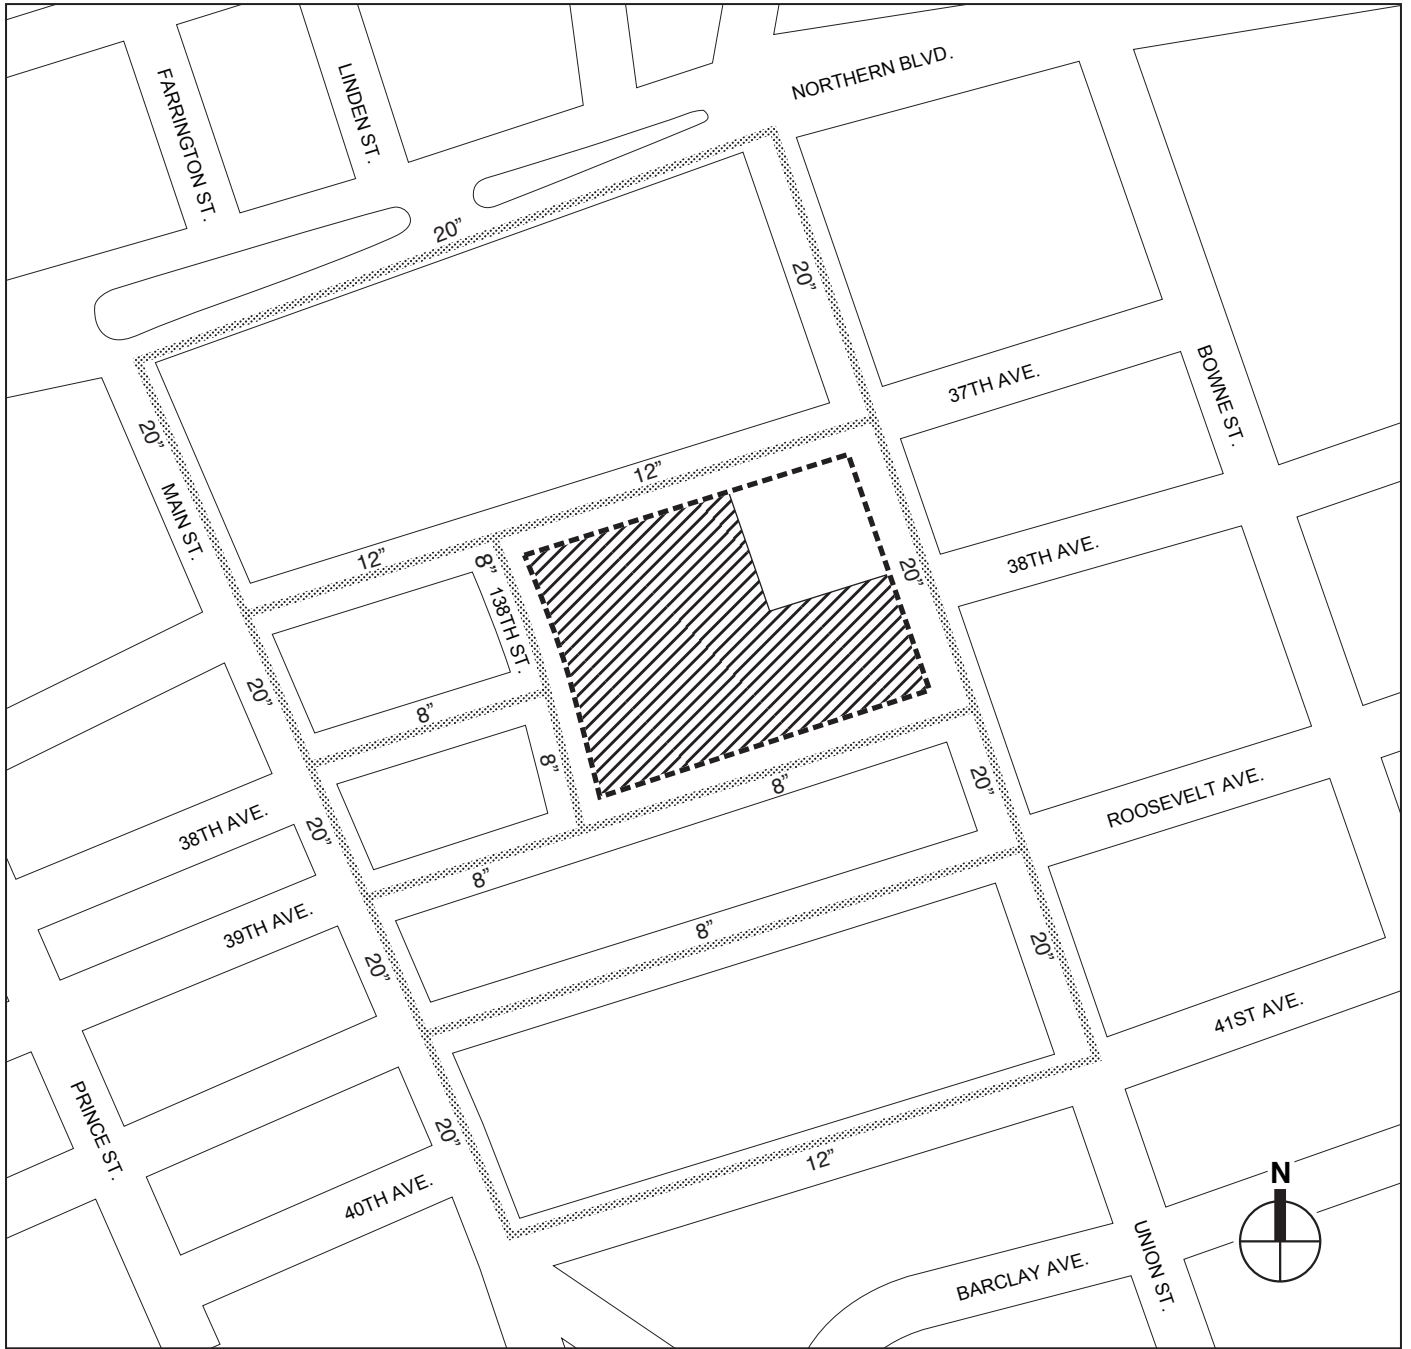 NORTHERN BLVD.
FARRINGTON ST.
LINDEN ST.
20”
20”
37TH AVE.
BOWNE ST.
20”
12”
MAIN ST.
12”
8”
38TH AVE.
20”
138TH ST.
20”
8”
8”
20”
8”
ROOSEVELT AVE.
38TH AVE.
20”
8”
39TH AVE.
8”
20”
20”
41ST AVE.
PRINCE ST.
20”
12”
N
40TH AVE.
UNION ST.
BARCLAY AVE.